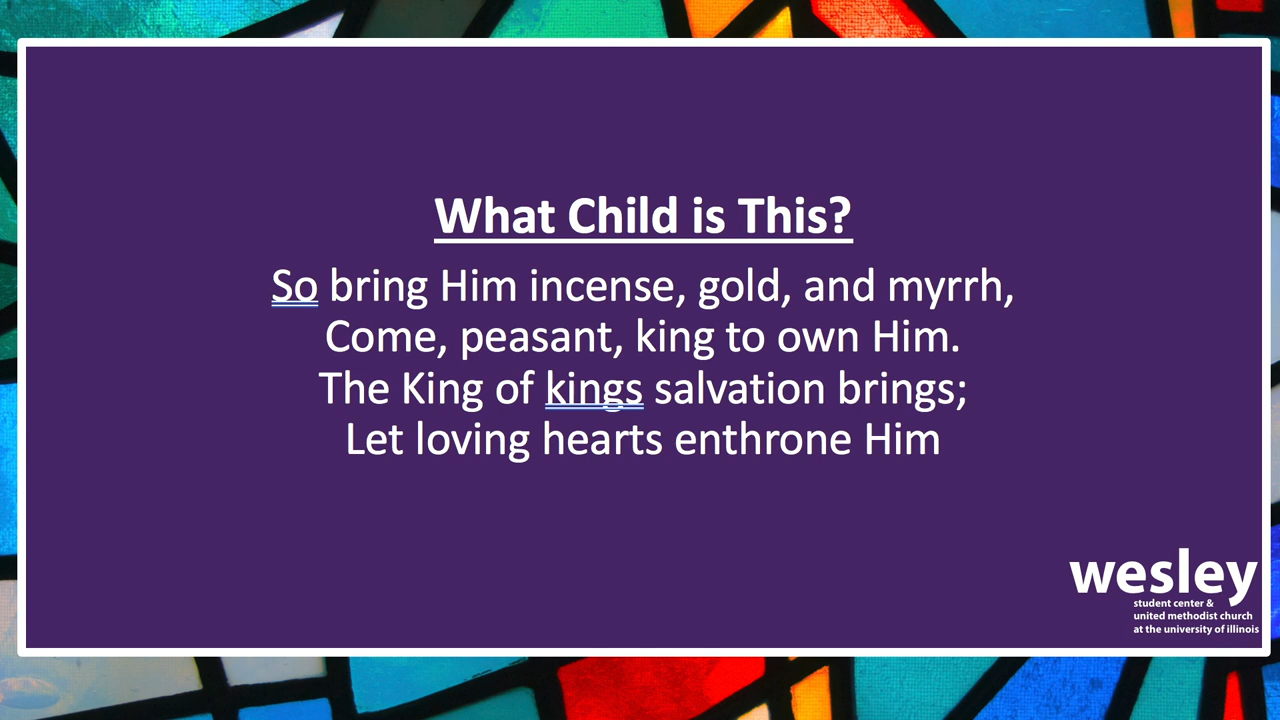 What Child is This?
So bring Him incense, gold, and myrrh,
Come, peasant, king to own Him.
The King of kings salvation brings;
Let loving hearts enthrone Him
wesley
student center &
united methodist church
at the university of illinois